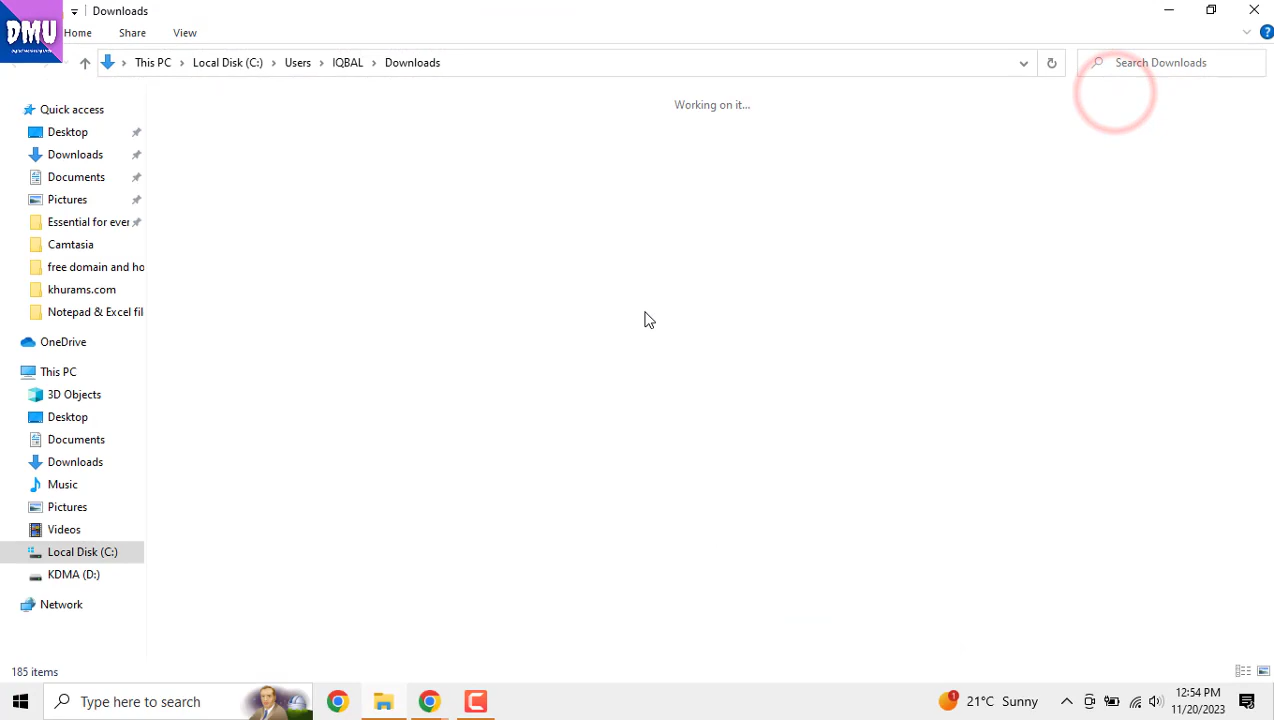 Downloads
DMU
Home
Share
View
This PC
Local Disk (C:)
Users
IQBAL
Downloads
Search Downloads
Working on it...
Quick access
Desktop
Downloads
Documents
Pictures
Essential for ever
Camtasia
free domain and ho
khurams.com
Notepad & Excel fil
OneDrive
This PC
3D Objects
Desktop
Documents
Downloads
Music
Pictures
Videos
Local Disk (C:)
KDMA (D:)
Network
185 items
Type here to search
1
21°C Sunny
12:54 PM
11/20/2023